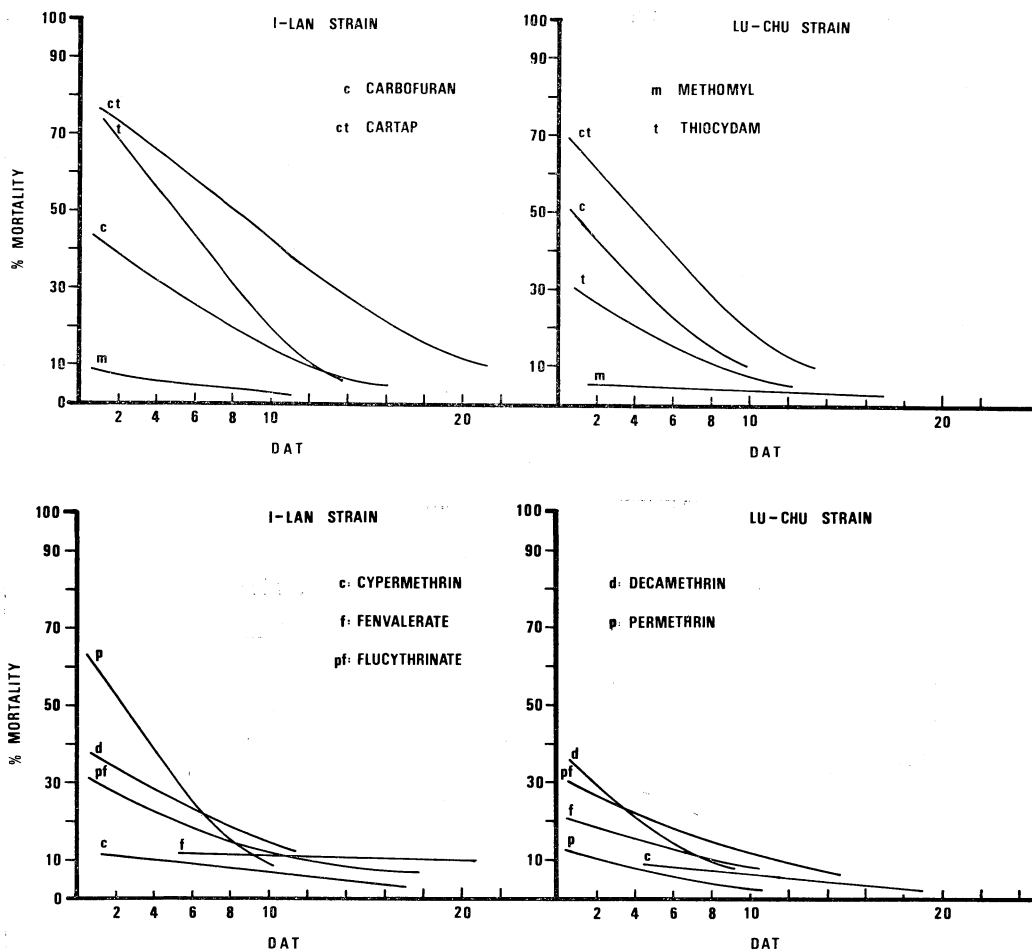 I-LAN STRAIN
c CARBOFURAN
ct CARTAP
% MORTALITY
100
90
70
50
30
10
0
ct
t
c
m
2 4 6 8 10 20
DAT
LU-CHU STRAIN
m METHOMYL
t THIOCYDAM
100
90
70
50
30
10
ct
c
t
m
2 4 6 8 10 20
DAT
I-LAN STRAIN
c: CYPERMETHRIN
f: FENVALERATE
pf: FLUCYTHRINATE
% MORTALITY
100
90
70
50
30
10
0
p
d
pf
c
f
2 4 6 8 10 20
DAT
LU-CHU STRAIN
d: DECAMETHRIN
p: PERMETHRIN
100
90
70
50
30
10
d
pf
f
p
c
2 4 6 8 10 20
DAT